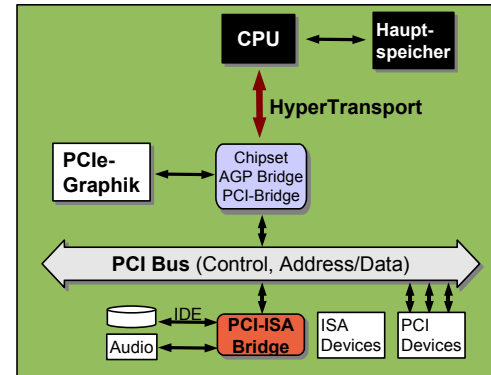 CPU
Haupt-
speicher
HyperTransport
PCIe-
Graphik
Chipset
AGP Bridge
PCI-Bridge
PCI Bus (Control, Address/Data)
IDE
Audio
PCI-ISA
Bridge
ISA
Devices
PCI
Devices